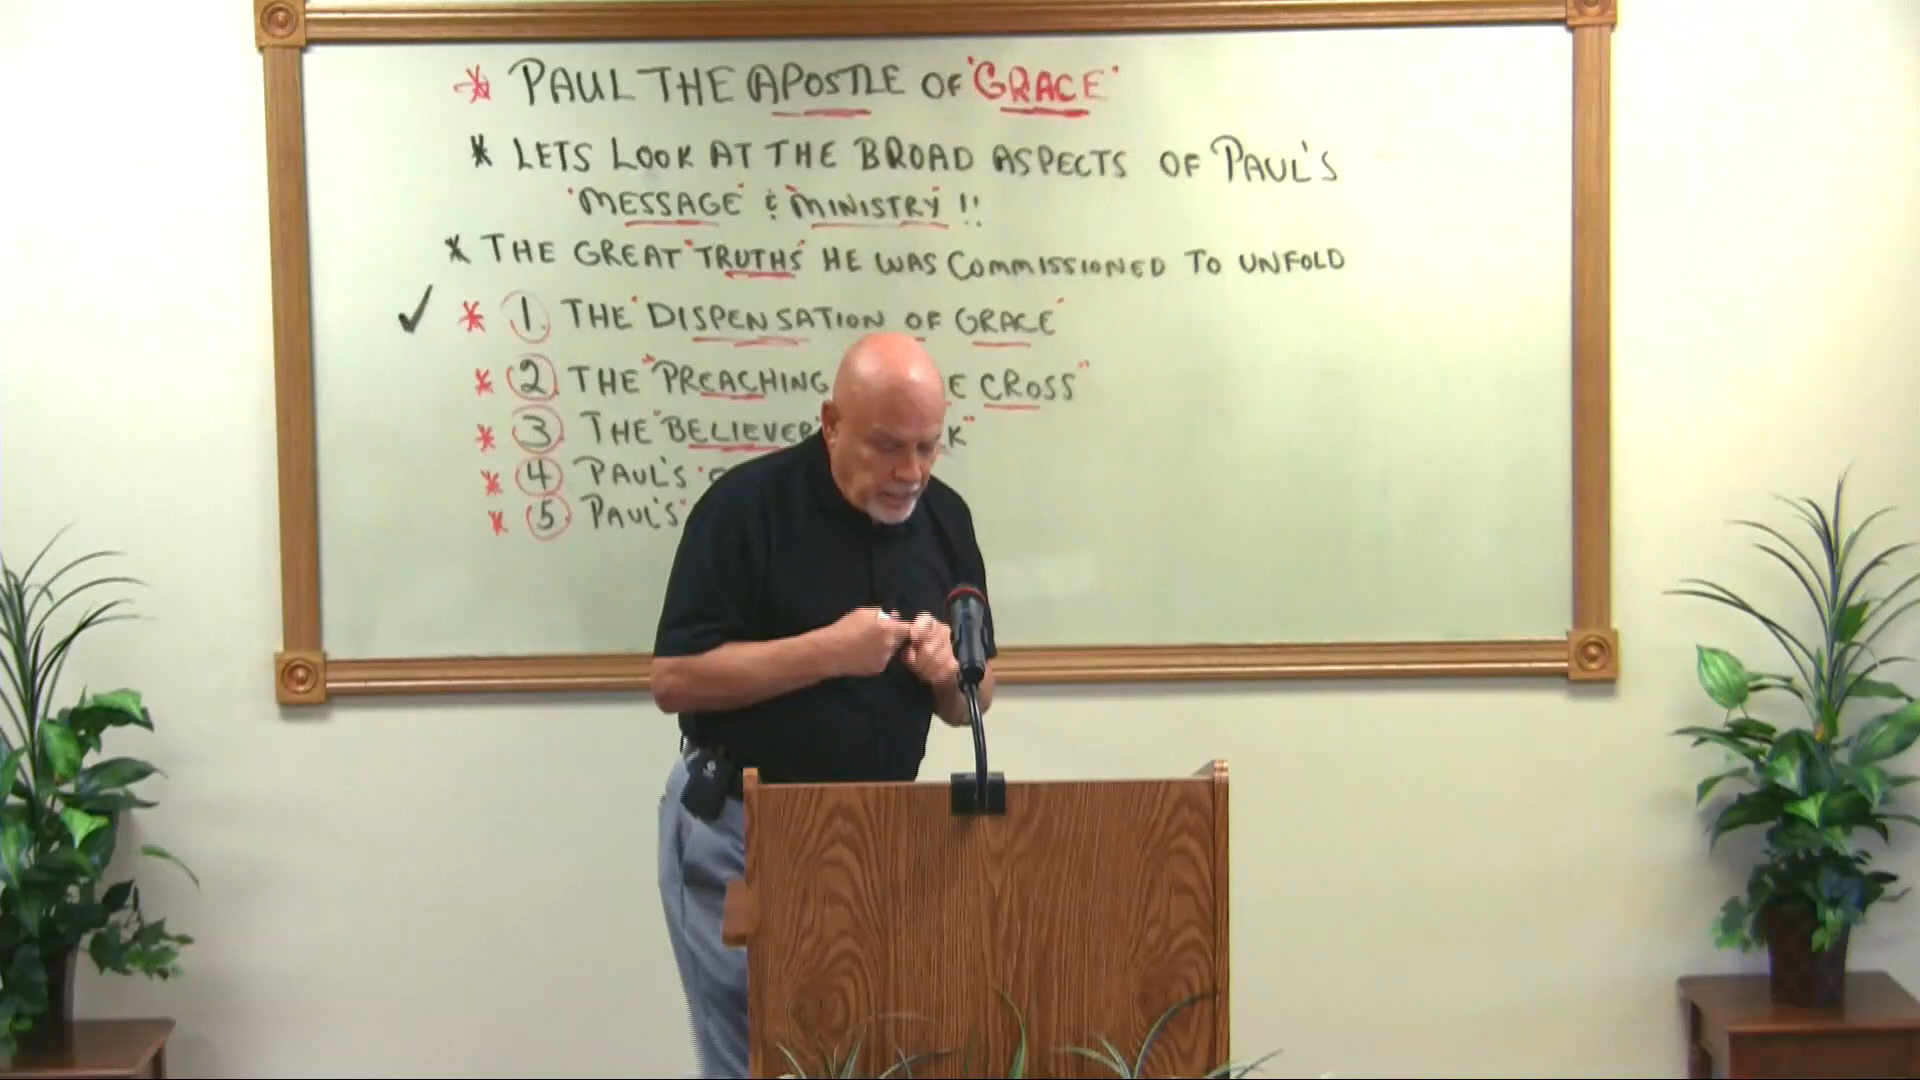 * PAUL THE APOSTLE OF "GRACE"
* LETS LOOK AT THE BROAD ASPECTS OF PAUL'S
"MESSAGE" & "MINISTRY" !!
* THE GREAT "TRUTHS" HE WAS COMMISSIONED TO UNFOLD
✓ * 1. THE "DISPENSATION OF GRACE"
* 2. THE "PREACHING E CROSS"
* 3. THE "BELIEVER K"
* 4. PAUL'S "
* 5. PAUL'S "